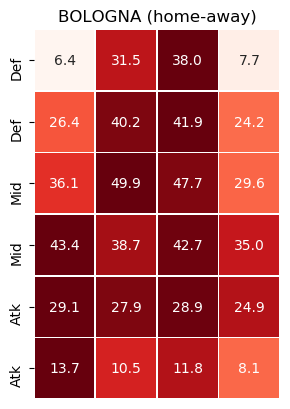 BOLOGNA (home-away)
Def 6.4 31.5 38.0 7.7
Def 26.4 40.2 41.9 24.2
Mid 36.1 49.9 47.7 29.6
Mid 43.4 38.7 42.7 35.0
Atk 29.1 27.9 28.9 24.9
Atk 13.7 10.5 11.8 8.1